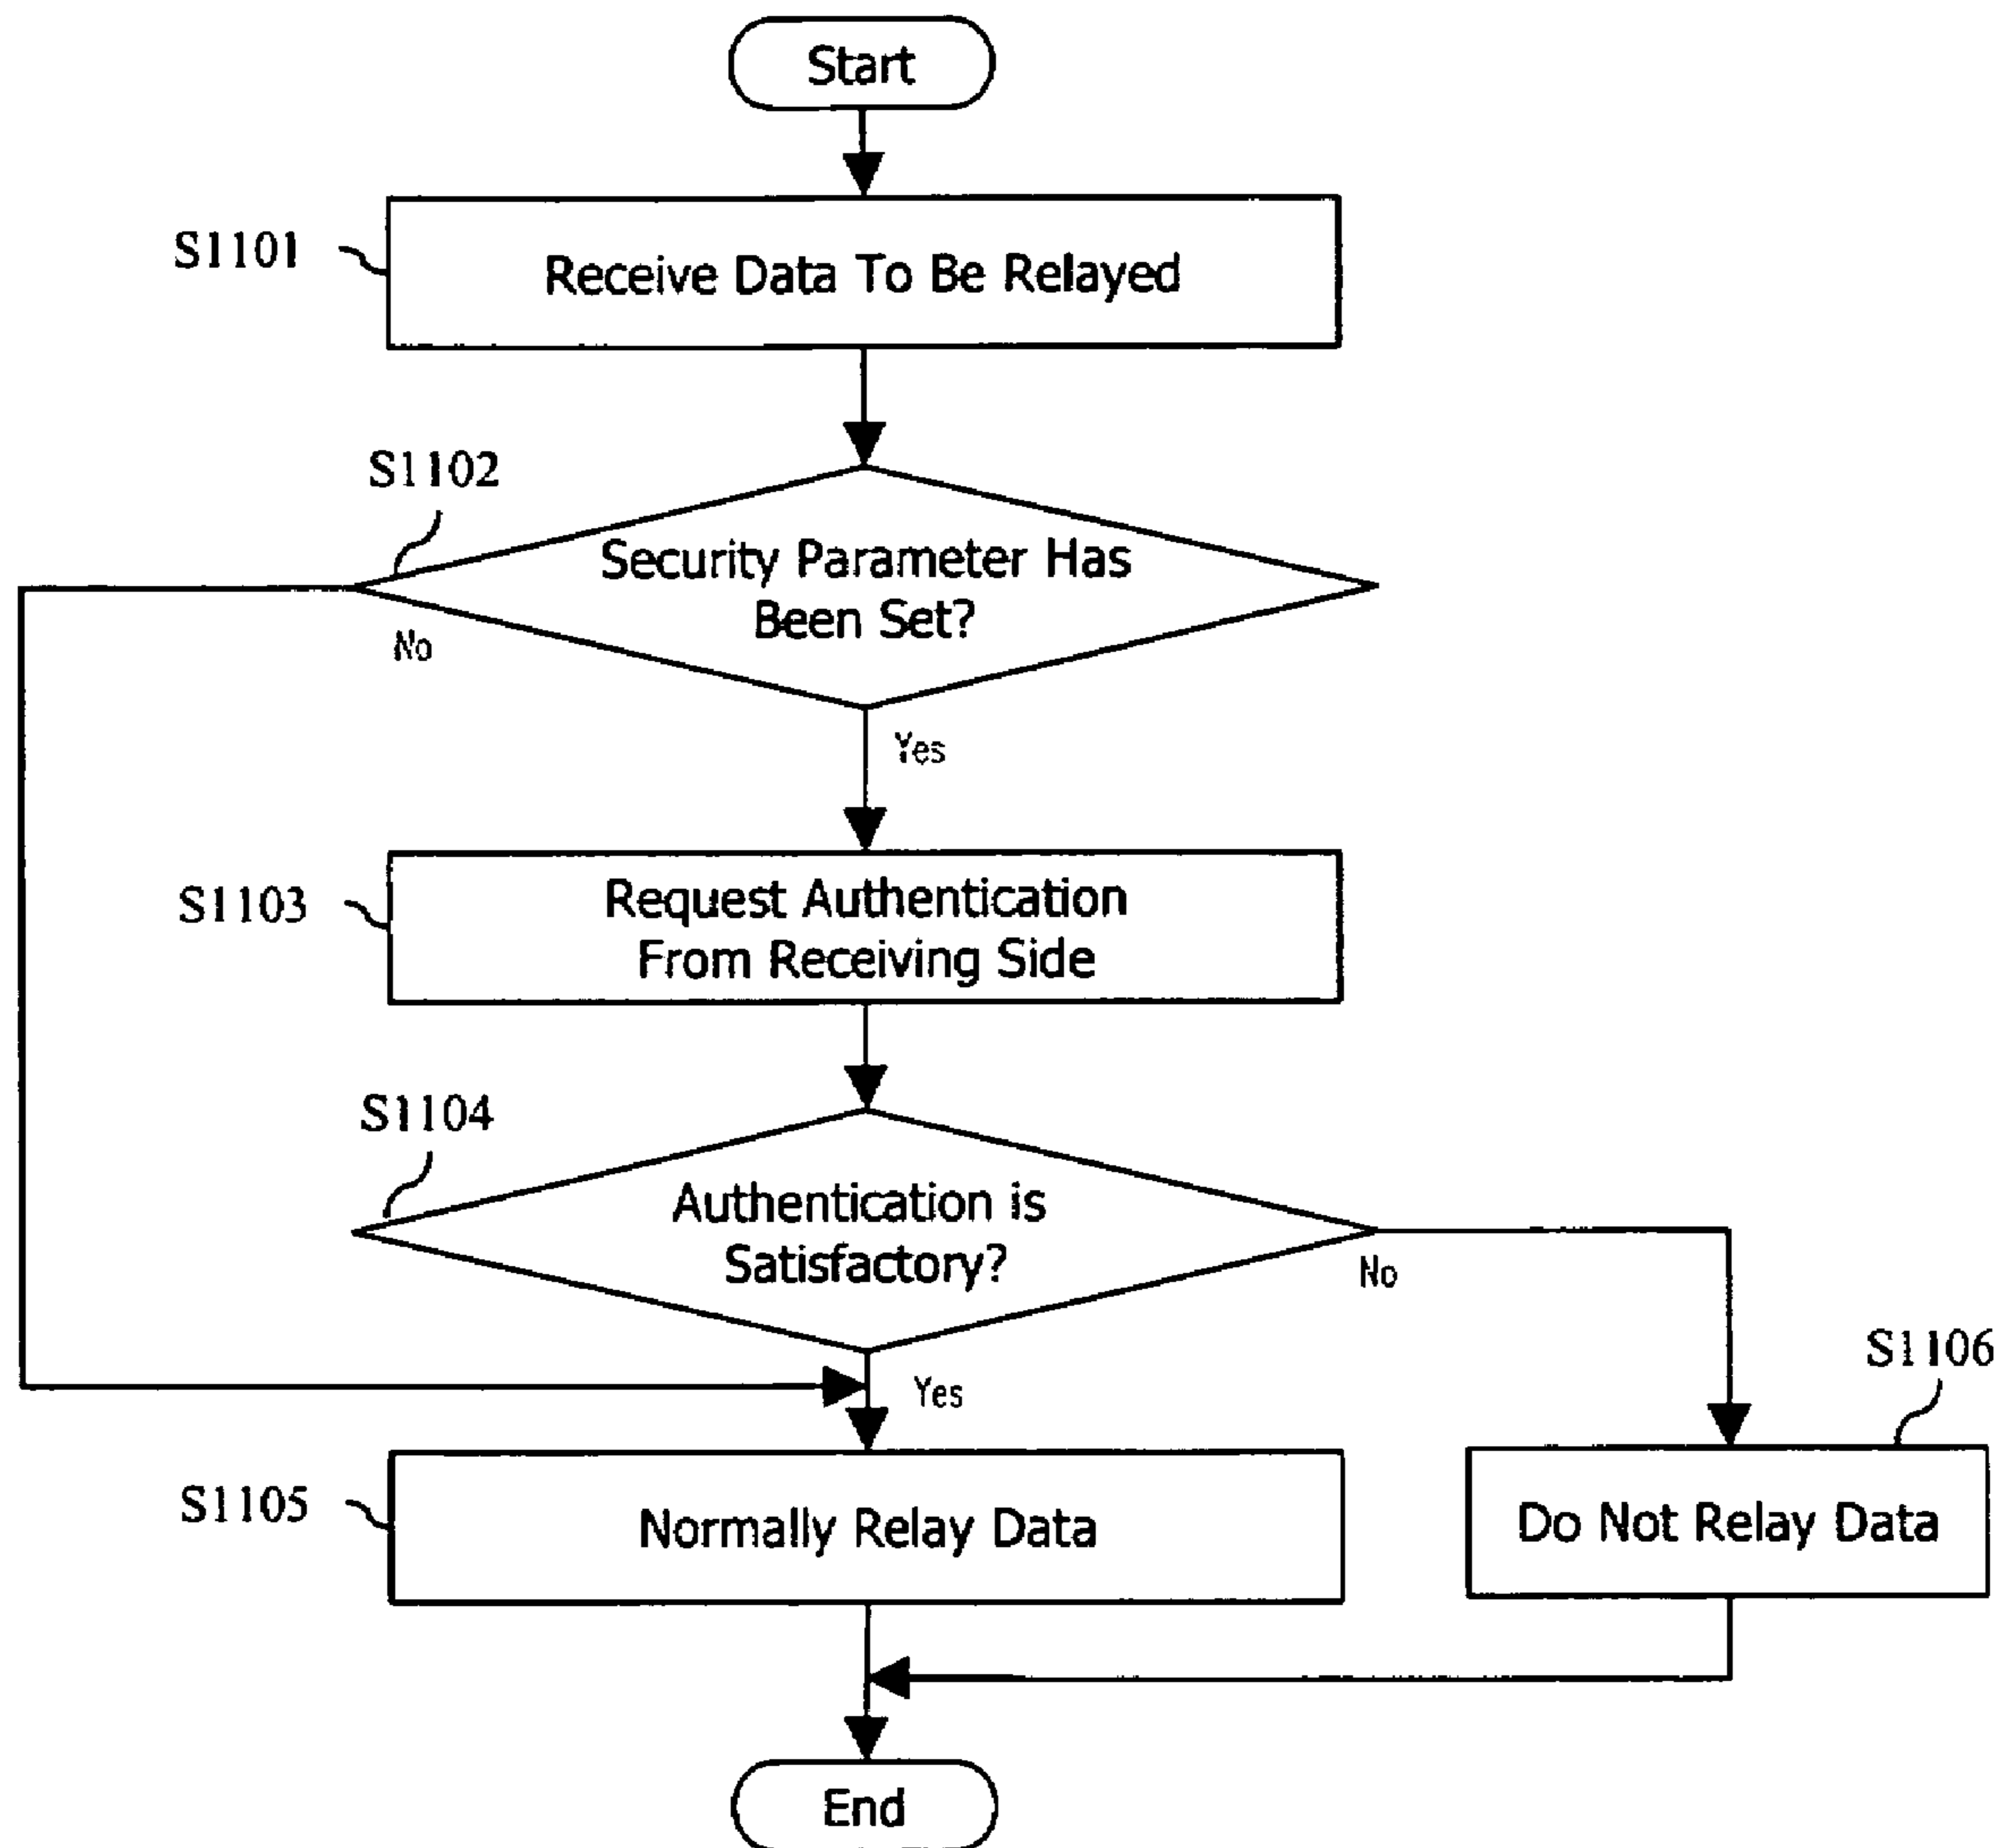 Start
S1101
Receive Data To Be Relayed
S1102
Security Parameter Has
Been Set?
No
Yes
S1103
Request Authentication
From Receiving Side
S1104
Authentication is
Satisfactory?
No
Yes
S1106
S1105
Normally Relay Data
Do Not Relay Data
End